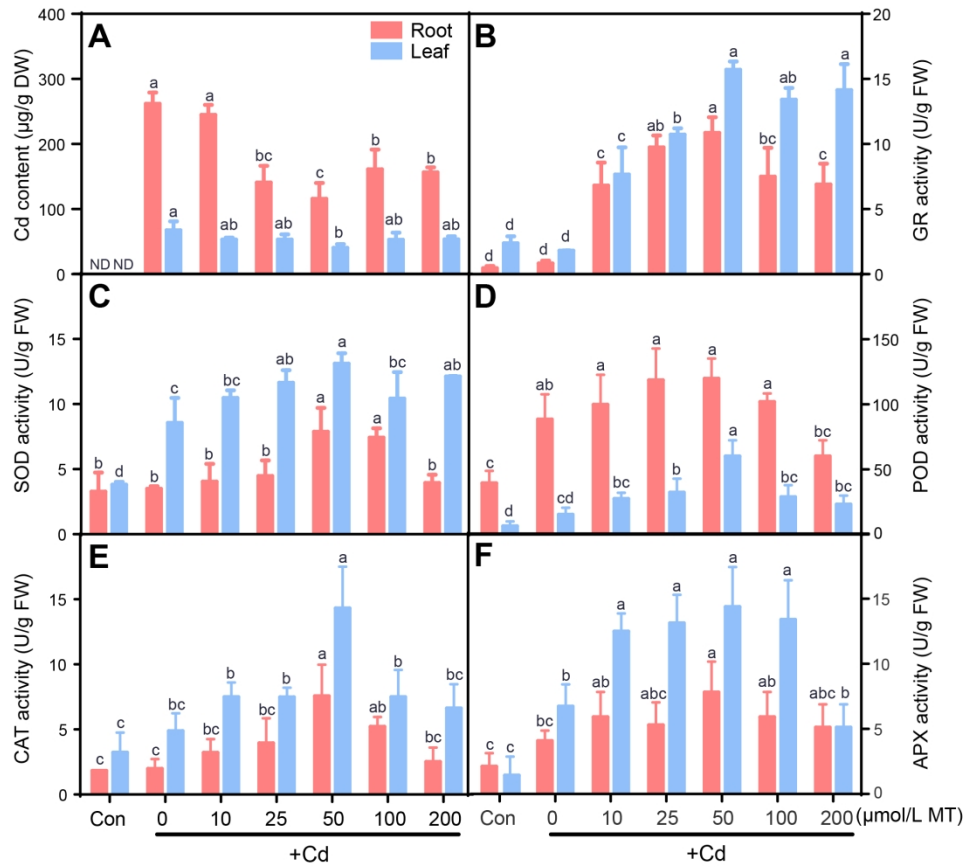 A
Root
Leaf
Cd content (µg/g DW)
400
300
200
100
0
ND ND
a a
a ab
bc ab
c b
b ab
b ab
B
GR activity (U/g FW)
20
15
10
5
0
d d
d d
c c
ab b
a a
bc ab
c a
C
SOD activity (U/g FW)
15
10
5
0
b d
b c
b bc
b ab
a a
a bc
b ab
D
POD activity (U/g FW)
150
100
50
0
c d
ab cd
a bc
a b
a a
a bc
bc bc
E
CAT activity (U/g FW)
15
10
5
0
c c
c bc
bc b
bc b
a a
ab b
bc bc
F
APX activity (U/g FW)
15
10
5
0
c c
bc b
ab a
abc a
a a
ab a
abc b
Con 0 10 25 50 100 200
+Cd
Con 0 10 25 50 100 200 (µmol/L MT)
+Cd